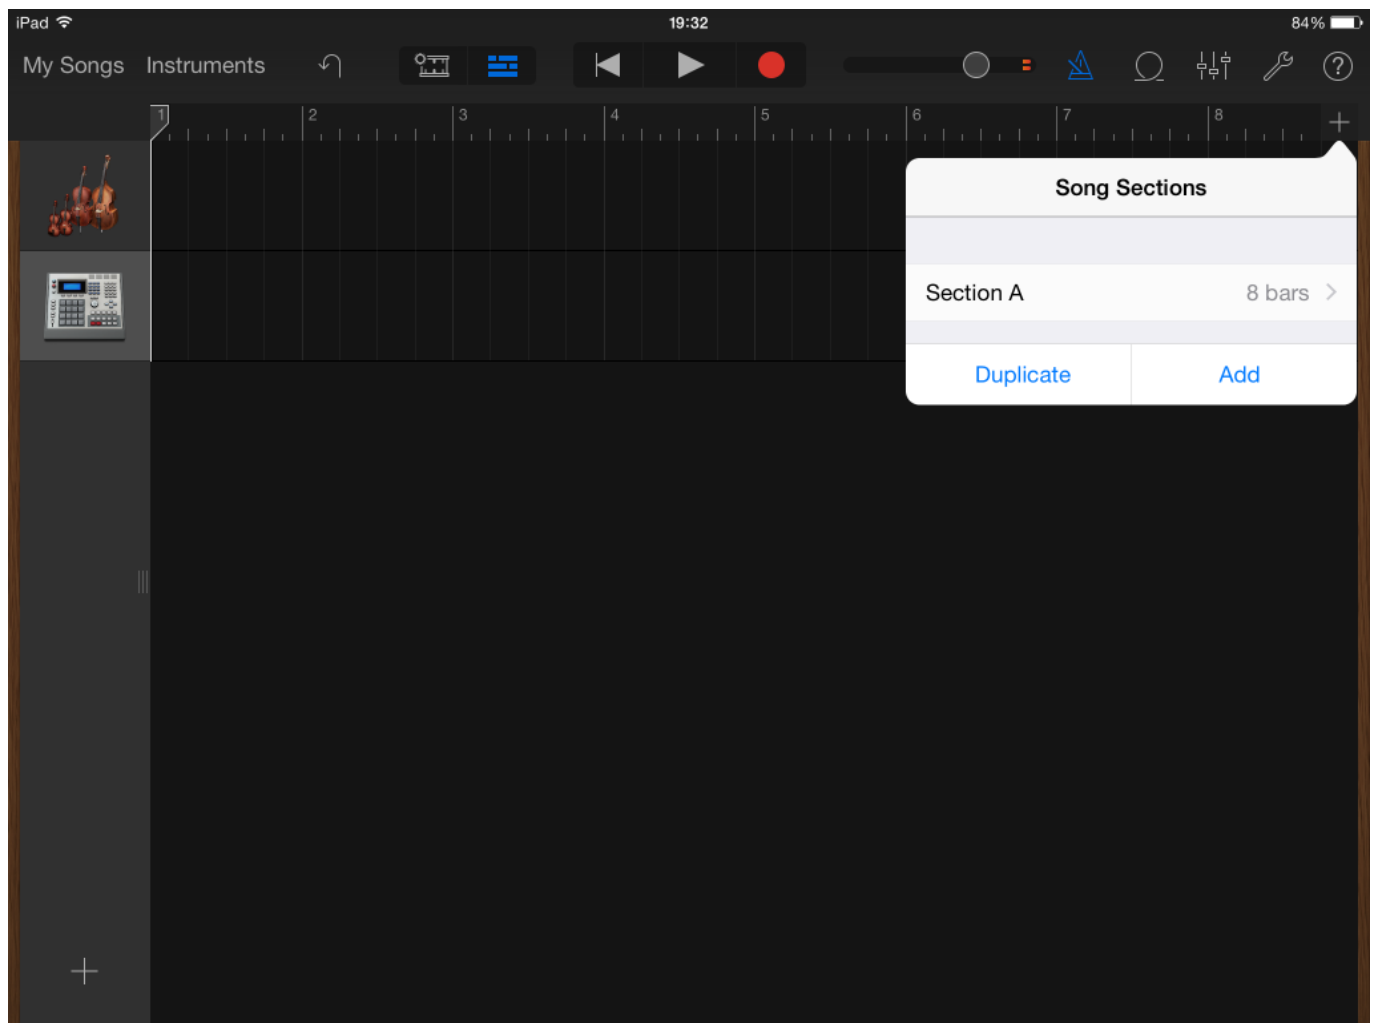 iPad 19:32 84%
My Songs Instruments ?
1 2 3 4 5 6 7 8
Song Sections
Section A 8 bars
Duplicate Add